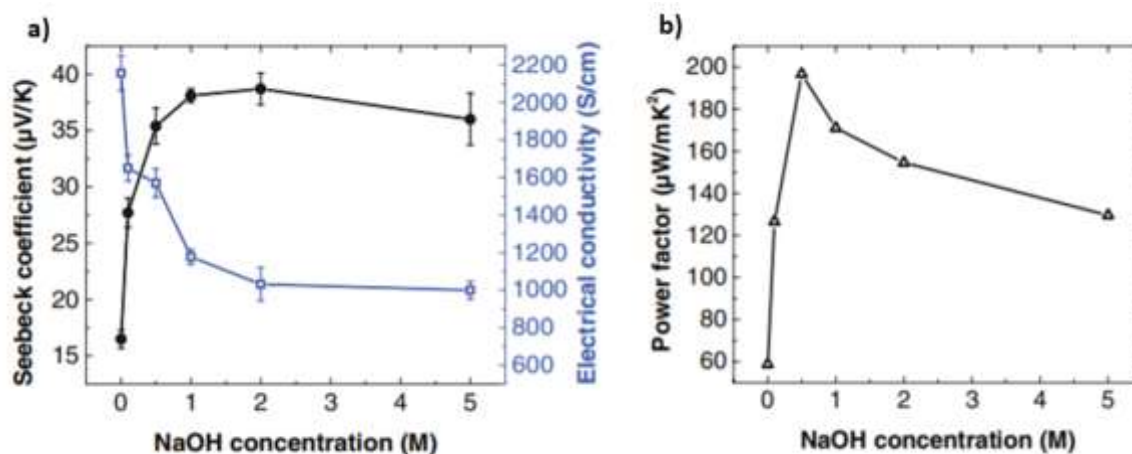 a)
Seebeck coefficient (µV/K)
40
35
30
25
20
15
0 1 2 3 4 5
NaOH concentration (M)
2200
2000
1800
1600
1400
1200
1000
800
600
Electrical conductivity (S/cm)
b)
Power factor (µW/mK²)
200
180
160
140
120
100
80
60
0 1 2 3 4 5
NaOH concentration (M)